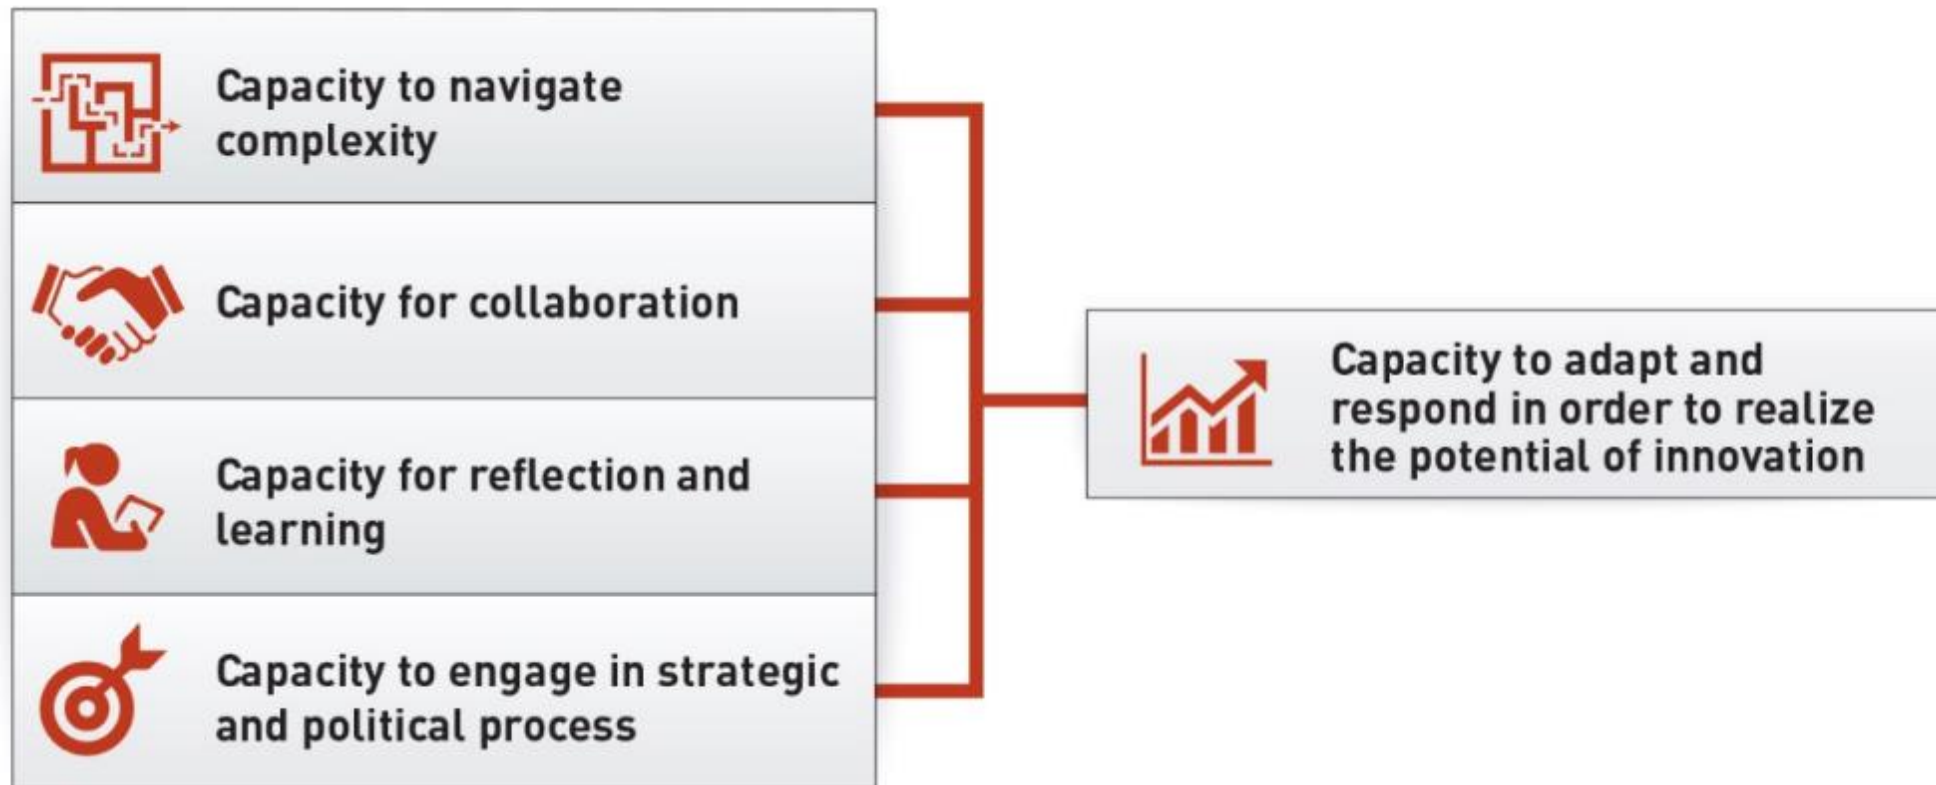 Capacity to navigate
complexity
Capacity for collaboration
Capacity for reflection and
learning
Capacity to engage in strategic
and political process
Capacity to adapt and
respond in order to realize
the potential of innovation